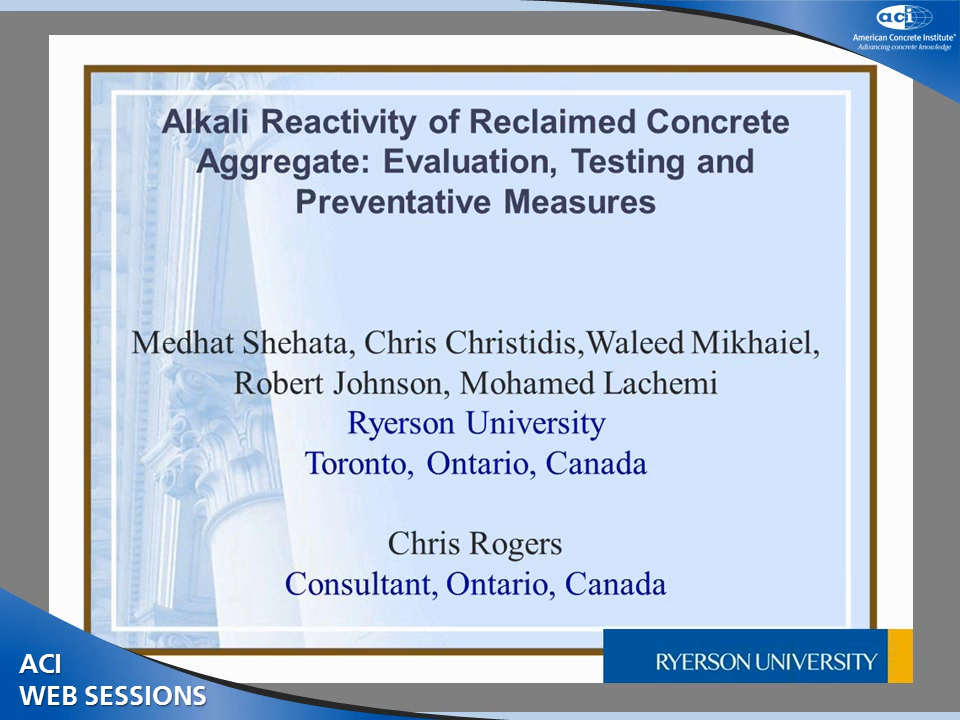 aci
American Concrete Institute®
Advancing concrete knowledge
Alkali Reactivity of Reclaimed Concrete
Aggregate: Evaluation, Testing and
Preventative Measures
Medhat Shehata, Chris Christidis,Waleed Mikhaiel,
Robert Johnson, Mohamed Lachemi
Ryerson University
Toronto, Ontario, Canada
Chris Rogers
Consultant, Ontario, Canada
RYERSON UNIVERSITY
ACI
WEB SESSIONS